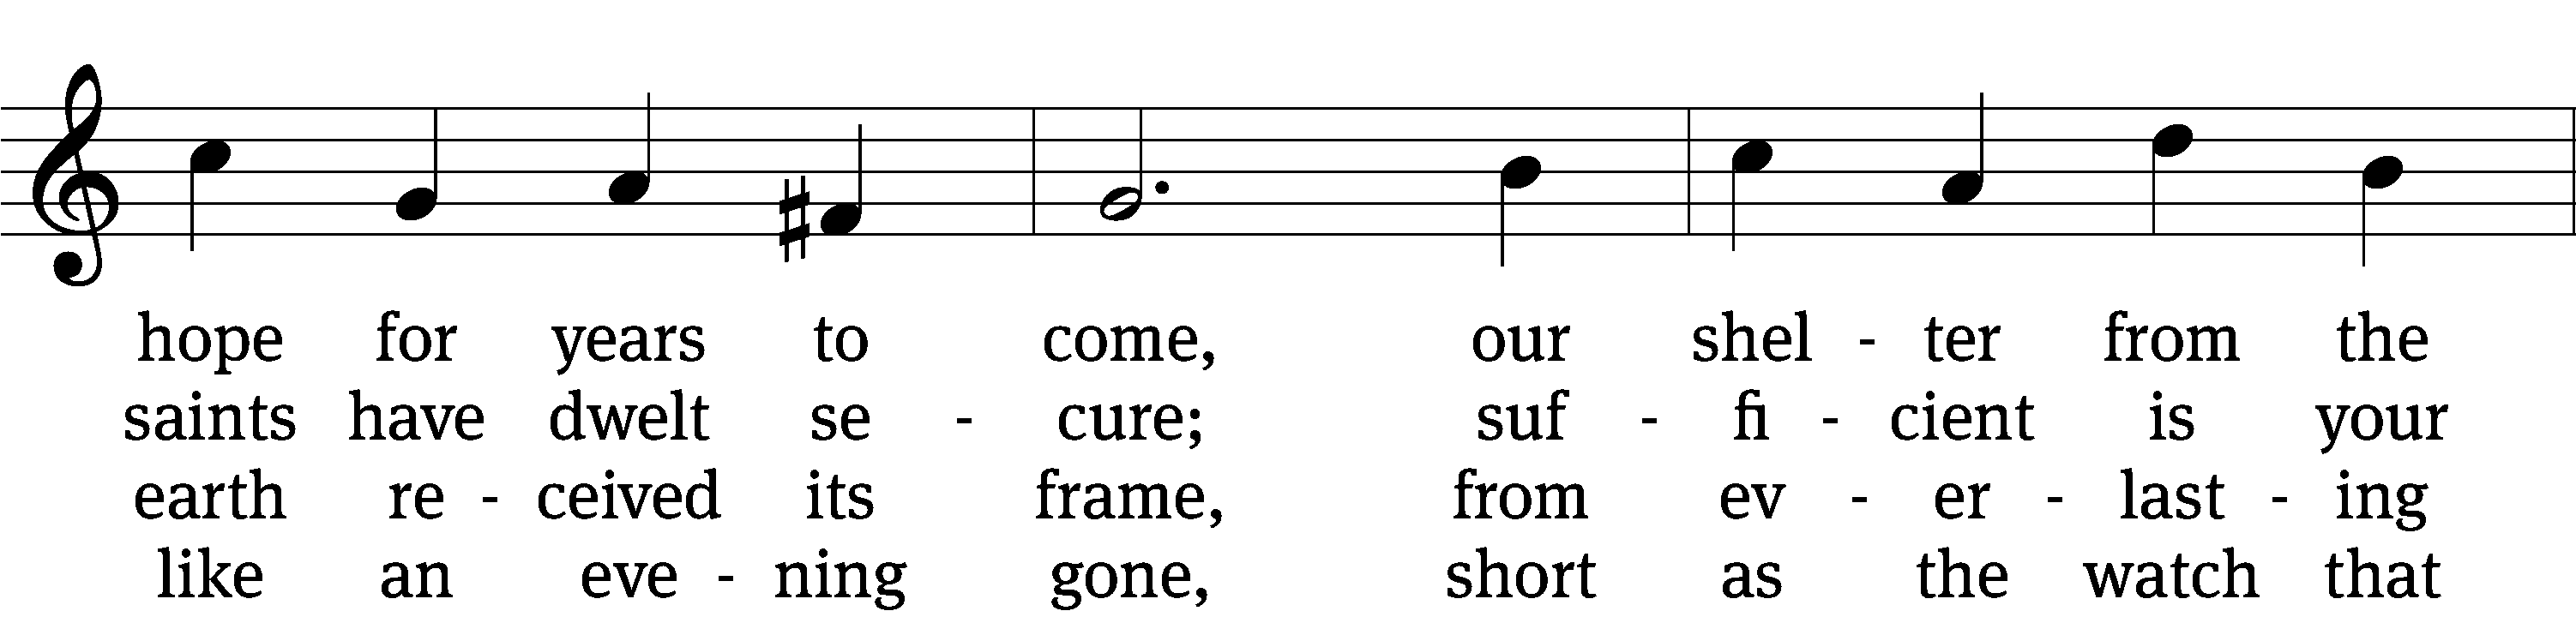 hope for years to come, our shel - ter from the
saints have dwelt se - cure; suf - fi - cient is your
earth re - ceived its frame, from ev - er - last - ing
like an eve - ning gone, short as the watch that